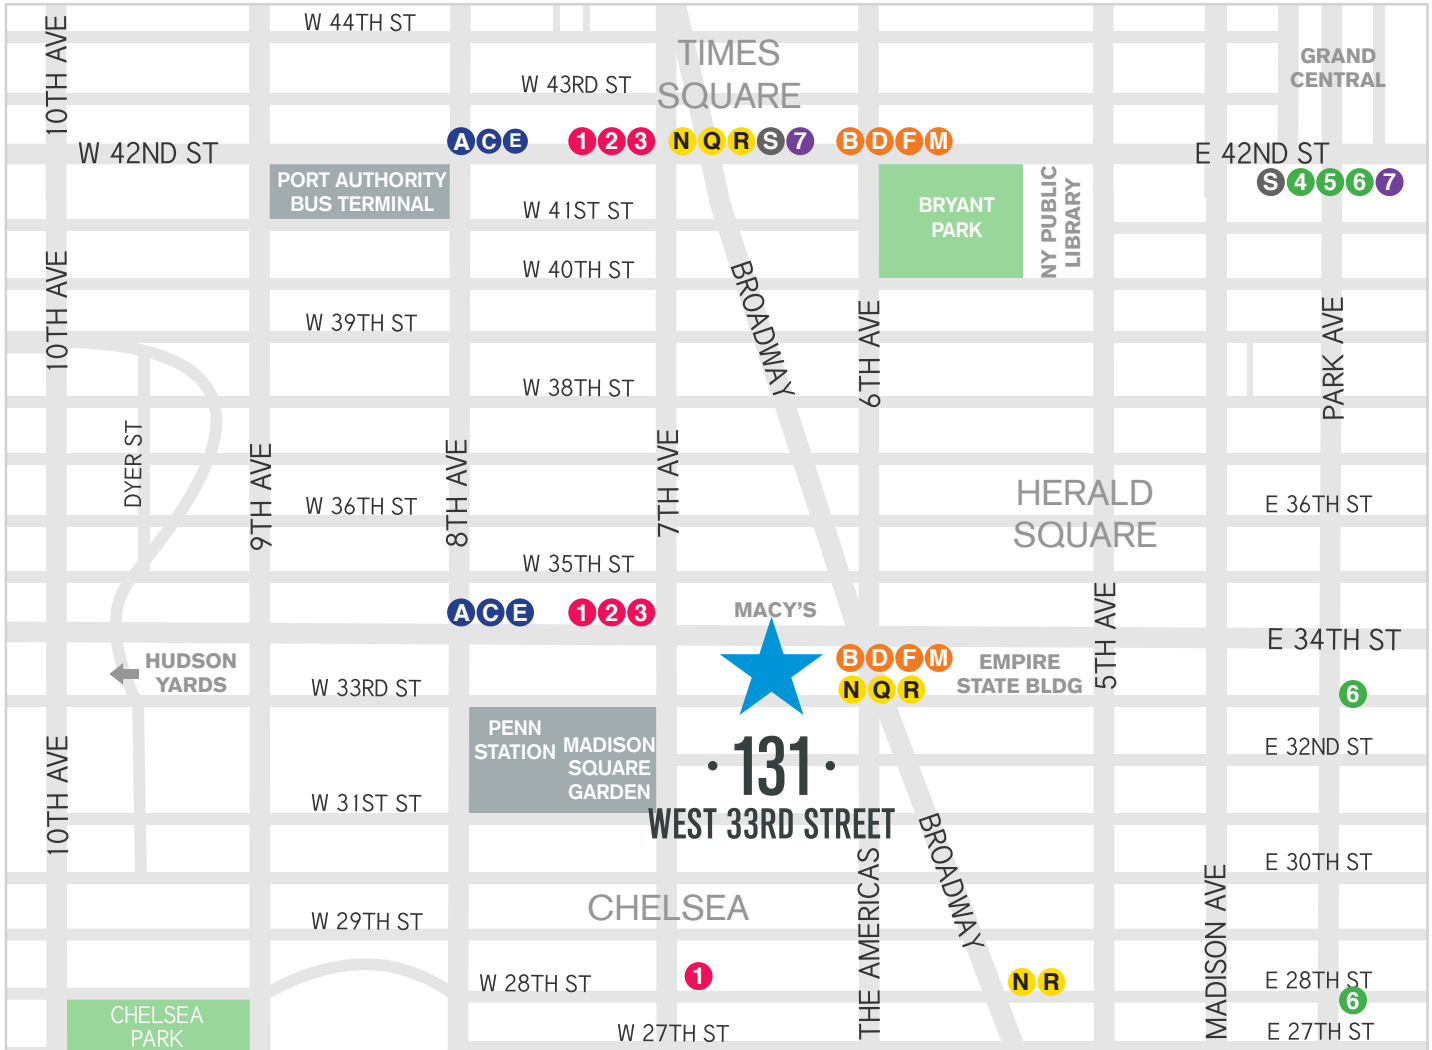 W 44TH ST
10TH AVE
TIMES
SQUARE
GRAND
CENTRAL
W 43RD ST
A C E
1 2 3
N Q R S 7
B D F M
W 42ND ST
E 42ND ST
S 4 5 6 7
PORT AUTHORITY
BUS TERMINAL
W 41ST ST
BRYANT
PARK
NY PUBLIC
LIBRARY
W 40TH ST
10TH AVE
BROADWAY
W 39TH ST
6TH AVE
PARK AVE
W 38TH ST
DYER ST
9TH AVE
8TH AVE
7TH AVE
HERALD
SQUARE
W 36TH ST
E 36TH ST
W 35TH ST
A C E
1 2 3
MACY'S
5TH AVE
E 34TH ST
HUDSON
YARDS
B D F M
N Q R
EMPIRE
STATE BLDG
W 33RD ST
6
PENN
STATION
MADISON
SQUARE
GARDEN
10TH AVE
· 131 ·
WEST 33RD STREET
E 32ND ST
W 31ST ST
BROADWAY
E 30TH ST
THE AMERICAS
MADISON AVE
CHELSEA
W 29TH ST
W 28TH ST
1
N R
E 28TH ST
6
CHELSEA
PARK
W 27TH ST
E 27TH ST